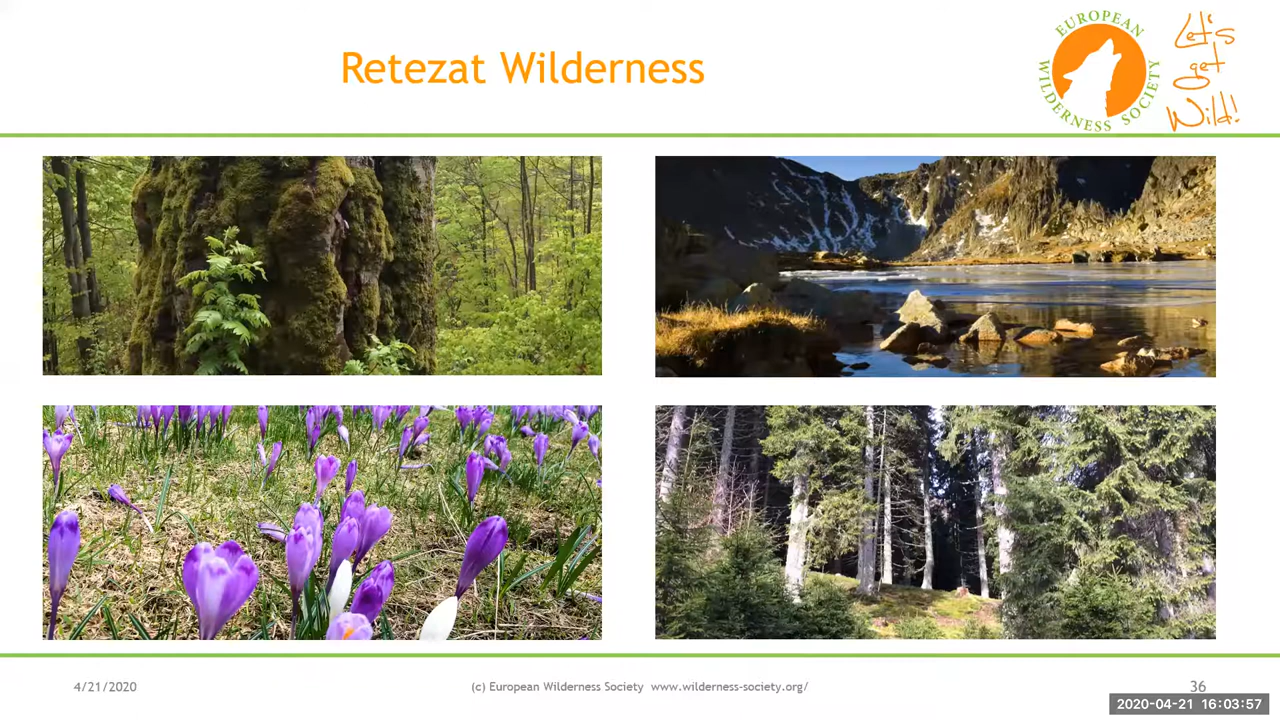 Retezat Wilderness
EUROPEAN
WILDERNESS SOCIETY
Let's
get
Wild!
4/21/2020
(c) European Wilderness Society www.wilderness-society.org/
36
2020-04-21 16:03:57